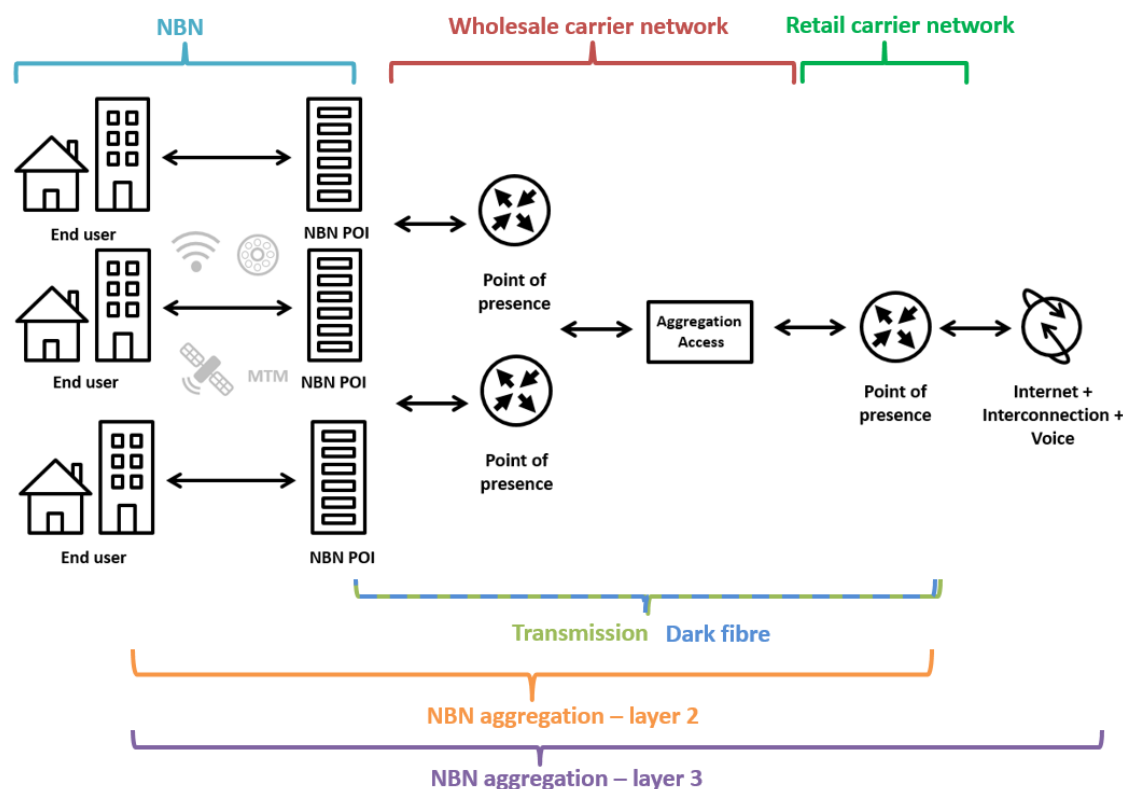 NBN
Wholesale carrier network
Retail carrier network
End user
NBN POI
Point of
presence
End user
MTM
NBN POI
Aggregation
Access
Point of
presence
Internet +
Interconnection +
Voice
Point of
presence
End user
NBN POI
Transmission
Dark fibre
NBN aggregation – layer 2
NBN aggregation – layer 3